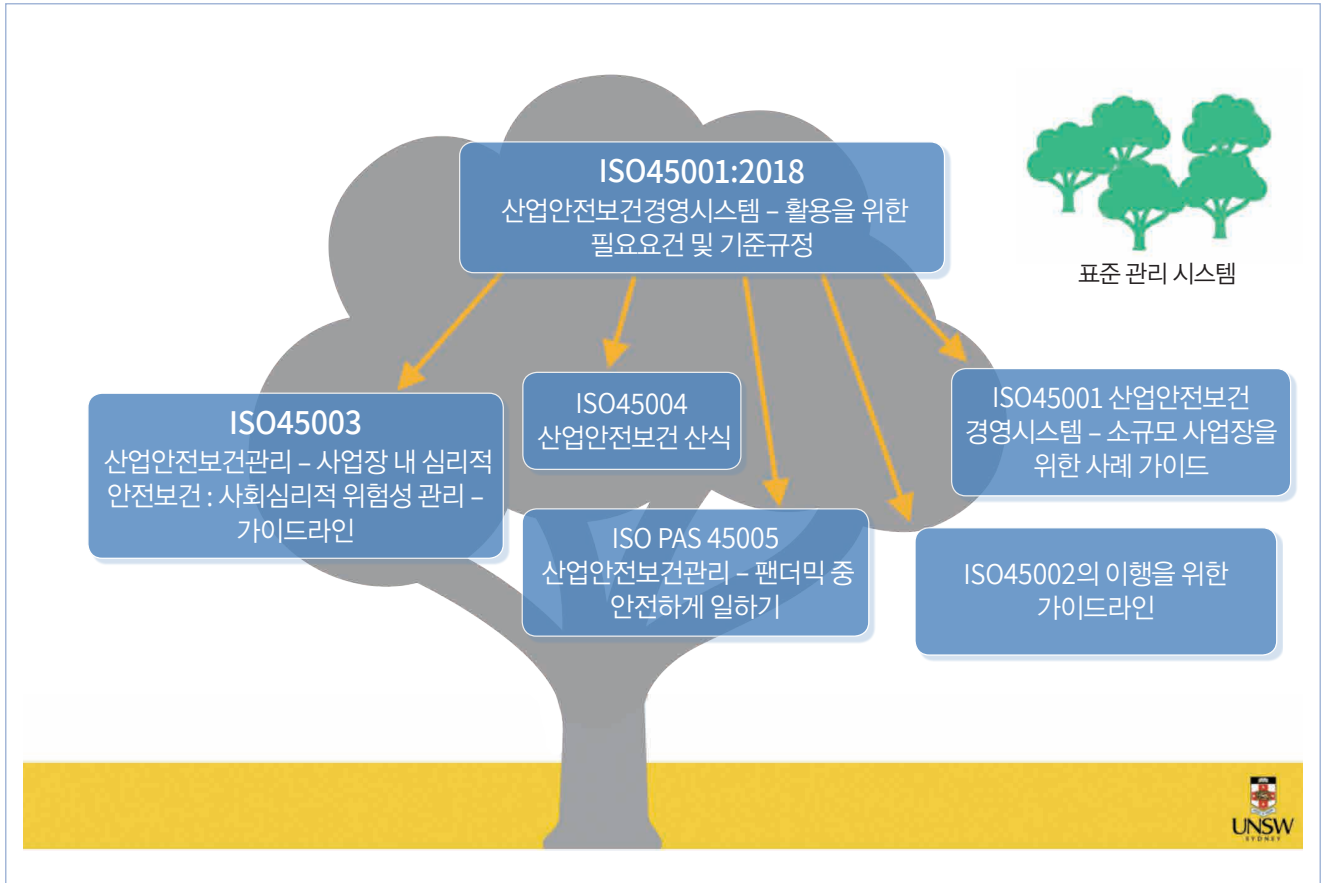 ISO45001:2018
산업안전보건경영시스템 – 활용을 위한
필요요건 및 기준규정
표준 관리 시스템
ISO45003
산업안전보건관리 – 사업장 내 심리적
안전보건 : 사회심리적 위험성 관리 –
가이드라인
ISO45004
산업안전보건 산식
ISO45001 산업안전보건
경영시스템 – 소규모 사업장을
위한 사례 가이드
ISO PAS 45005
산업안전보건관리 – 팬더믹 중
안전하게 일하기
ISO45002의 이행을 위한
가이드라인
UNSW
SYDNEY